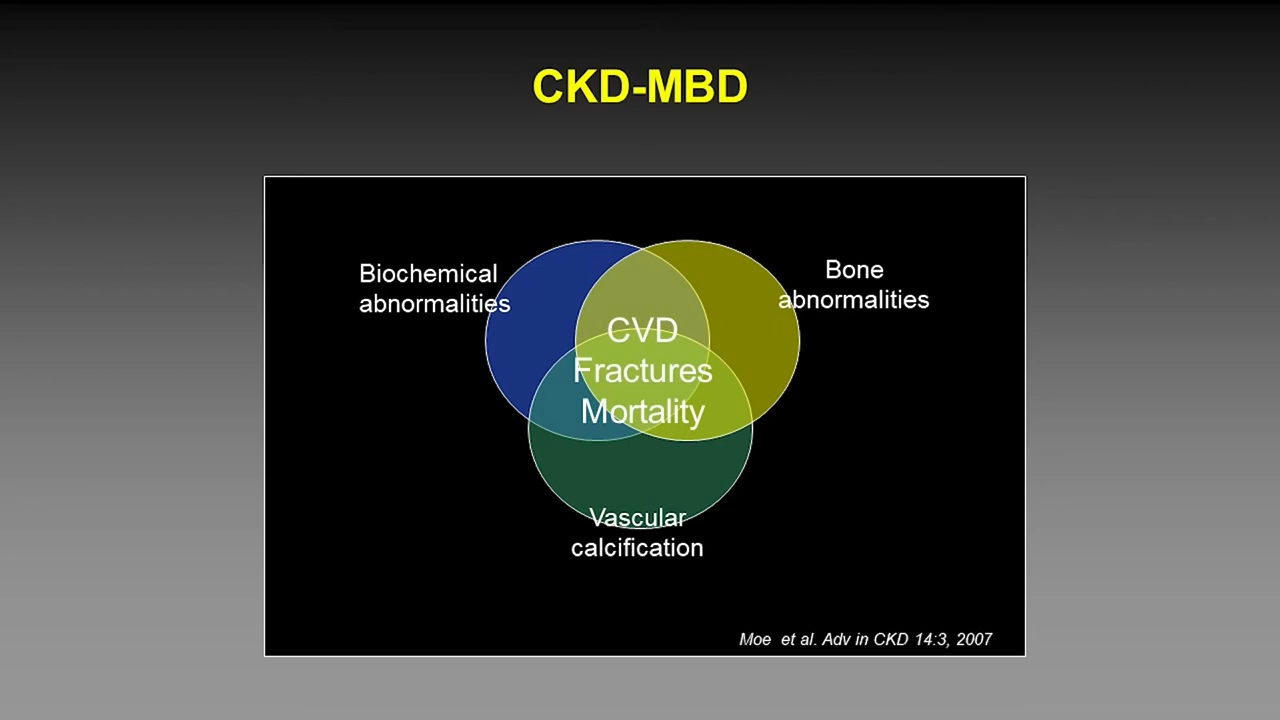 CKD-MBD
Biochemical
abnormalities
Bone
abnormalities
CVD
Fractures
Mortality
Vascular
calcification
Moe et al. Adv in CKD 14:3, 2007